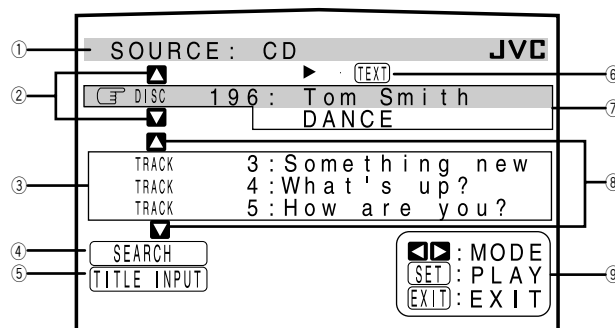 ① SOURCE: CD JVC
② TEXT ⑥
DISC 196: Tom Smith ⑦
DANCE
TRACK 3:Something new ⑧
③ TRACK 4:What's up?
TRACK 5:How are you?
④ SEARCH : MODE
⑤ TITLE INPUT SET : PLAY ⑨
EXIT : EXIT